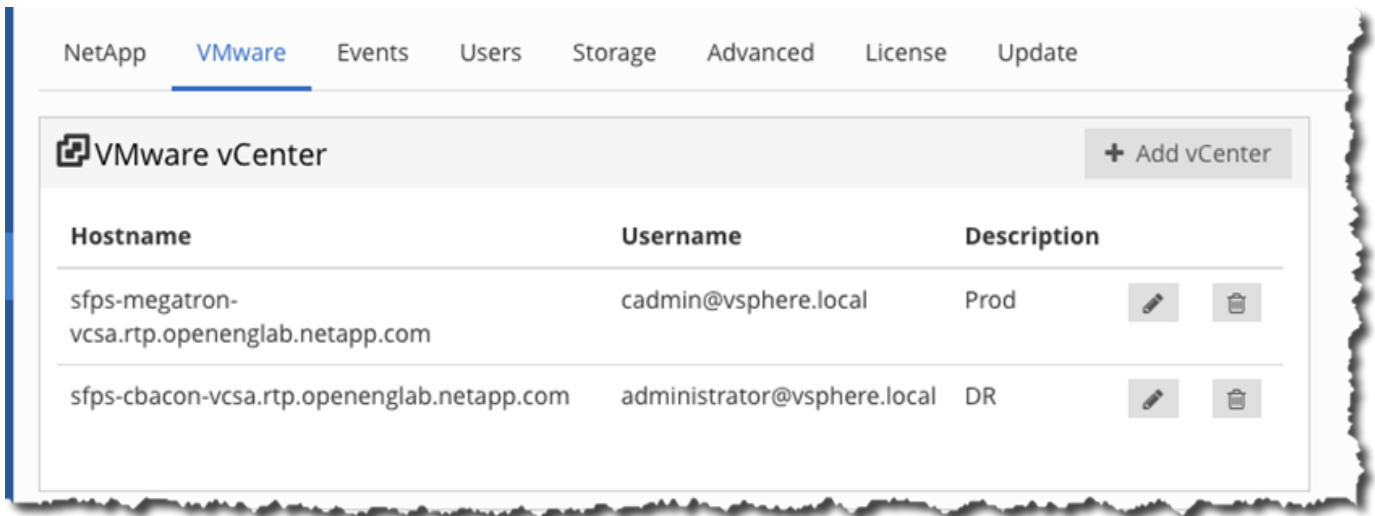 NetApp VMware Events Users Storage Advanced License Update
VMware vCenter + Add vCenter
Hostname Username Description
sfps-megatron- cadmin@vsphere.local Prod
vcsa.rtp.openenglab.netapp.com
sfps-cbacon-vcsa.rtp.openenglab.netapp.com administrator@vsphere.local DR